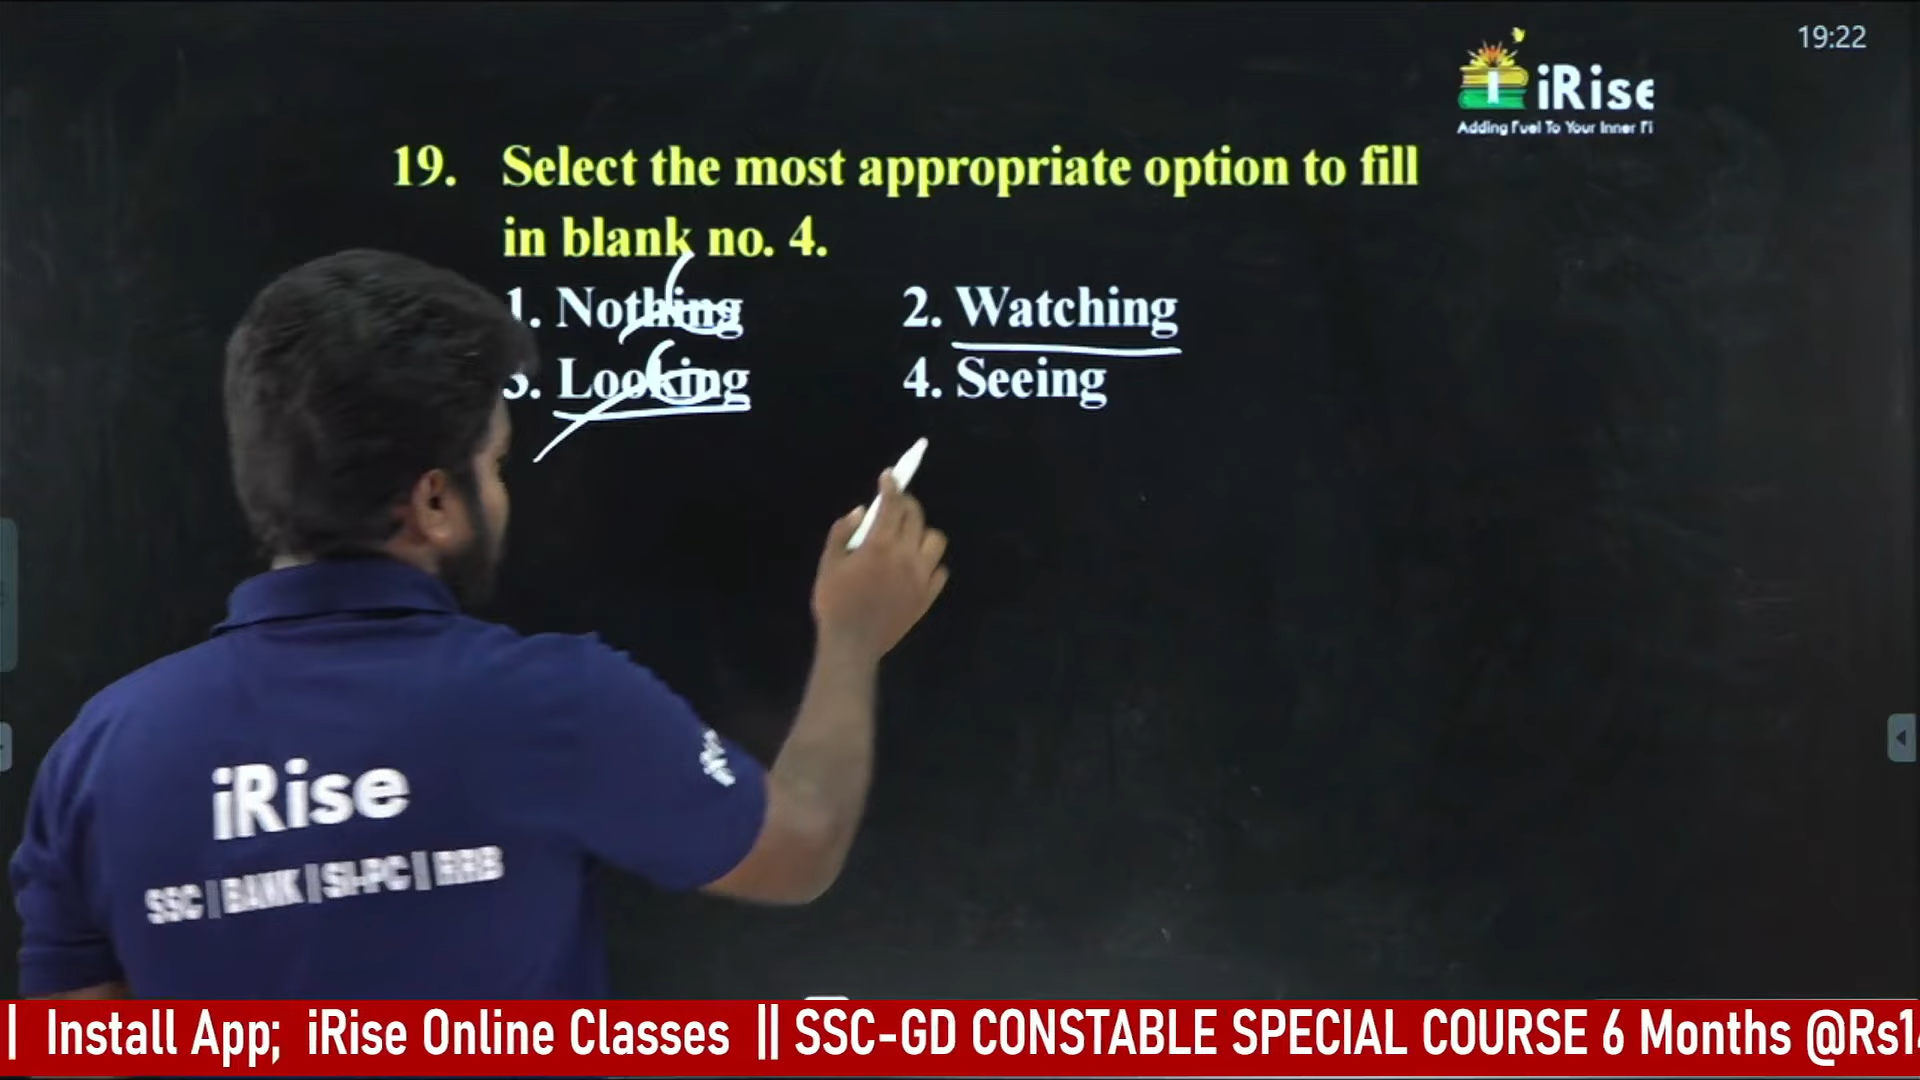 19:22
iRise
Adding Fuel To Your Inner Fi
19. Select the most appropriate option to fill
in blank no. 4.
1. Nothing 2. Watching
3. Looking 4. Seeing
iRise
SSC | BANK | SI-PC | RRB
| Install App; iRise Online Classes || SSC-GD CONSTABLE SPECIAL COURSE 6 Months @Rs14